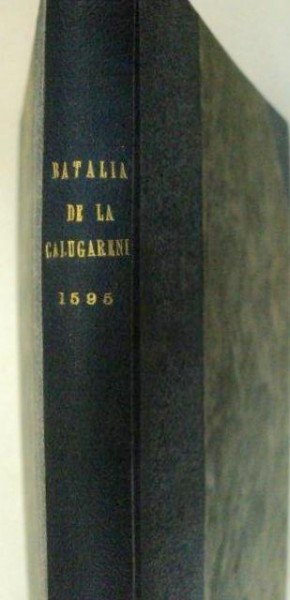 BATALIA
DE LA
CALUGARENI
1595